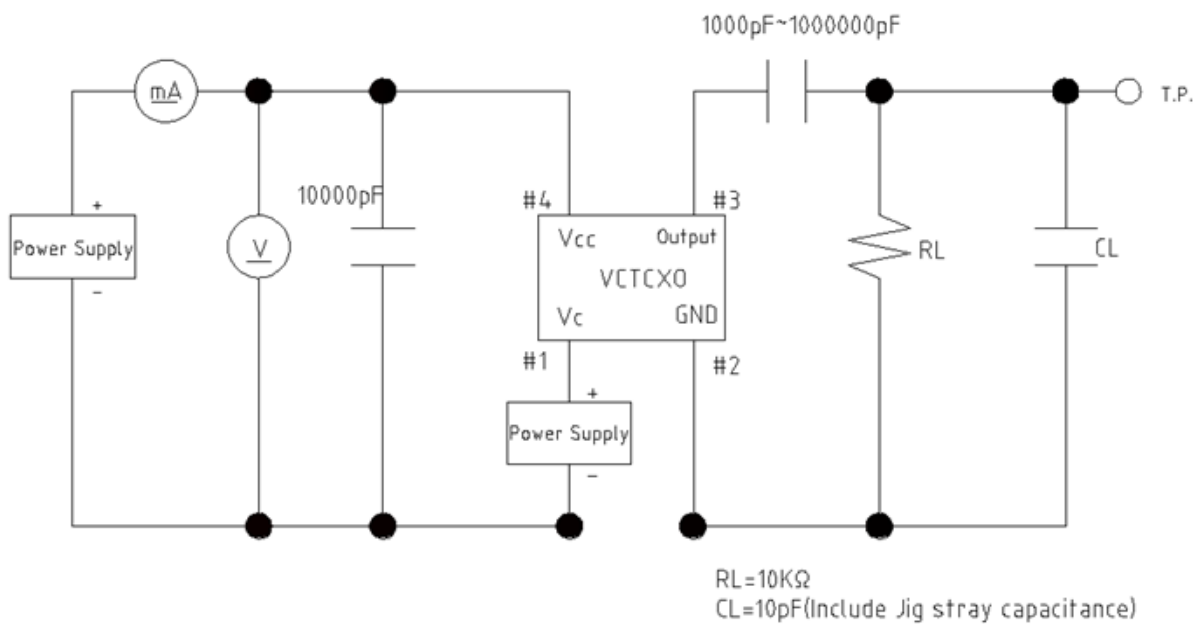 1000pF~1000000pF
mA
T.P.
10000pF
#4
#3
+
Power Supply
-
V
Vcc
Output
VCTCXO
Vc
GND
RL
CL
#1
#2
+
Power Supply
-
RL=10KΩ
CL=10pF(Include Jig stray capacitance)